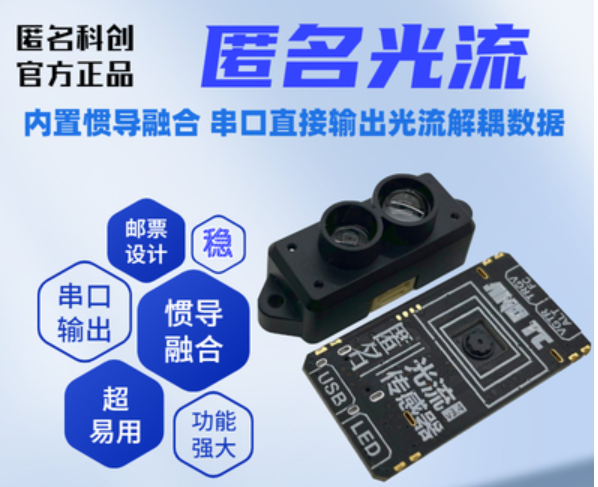 匿名科创
官方正品
匿名光流
内置惯导融合 串口直接输出光流解耦数据
邮票
设计
稳
串口
输出
惯导
融合
超
易用
功能
强大
匿名
光流
传感器
USB
LED
TC